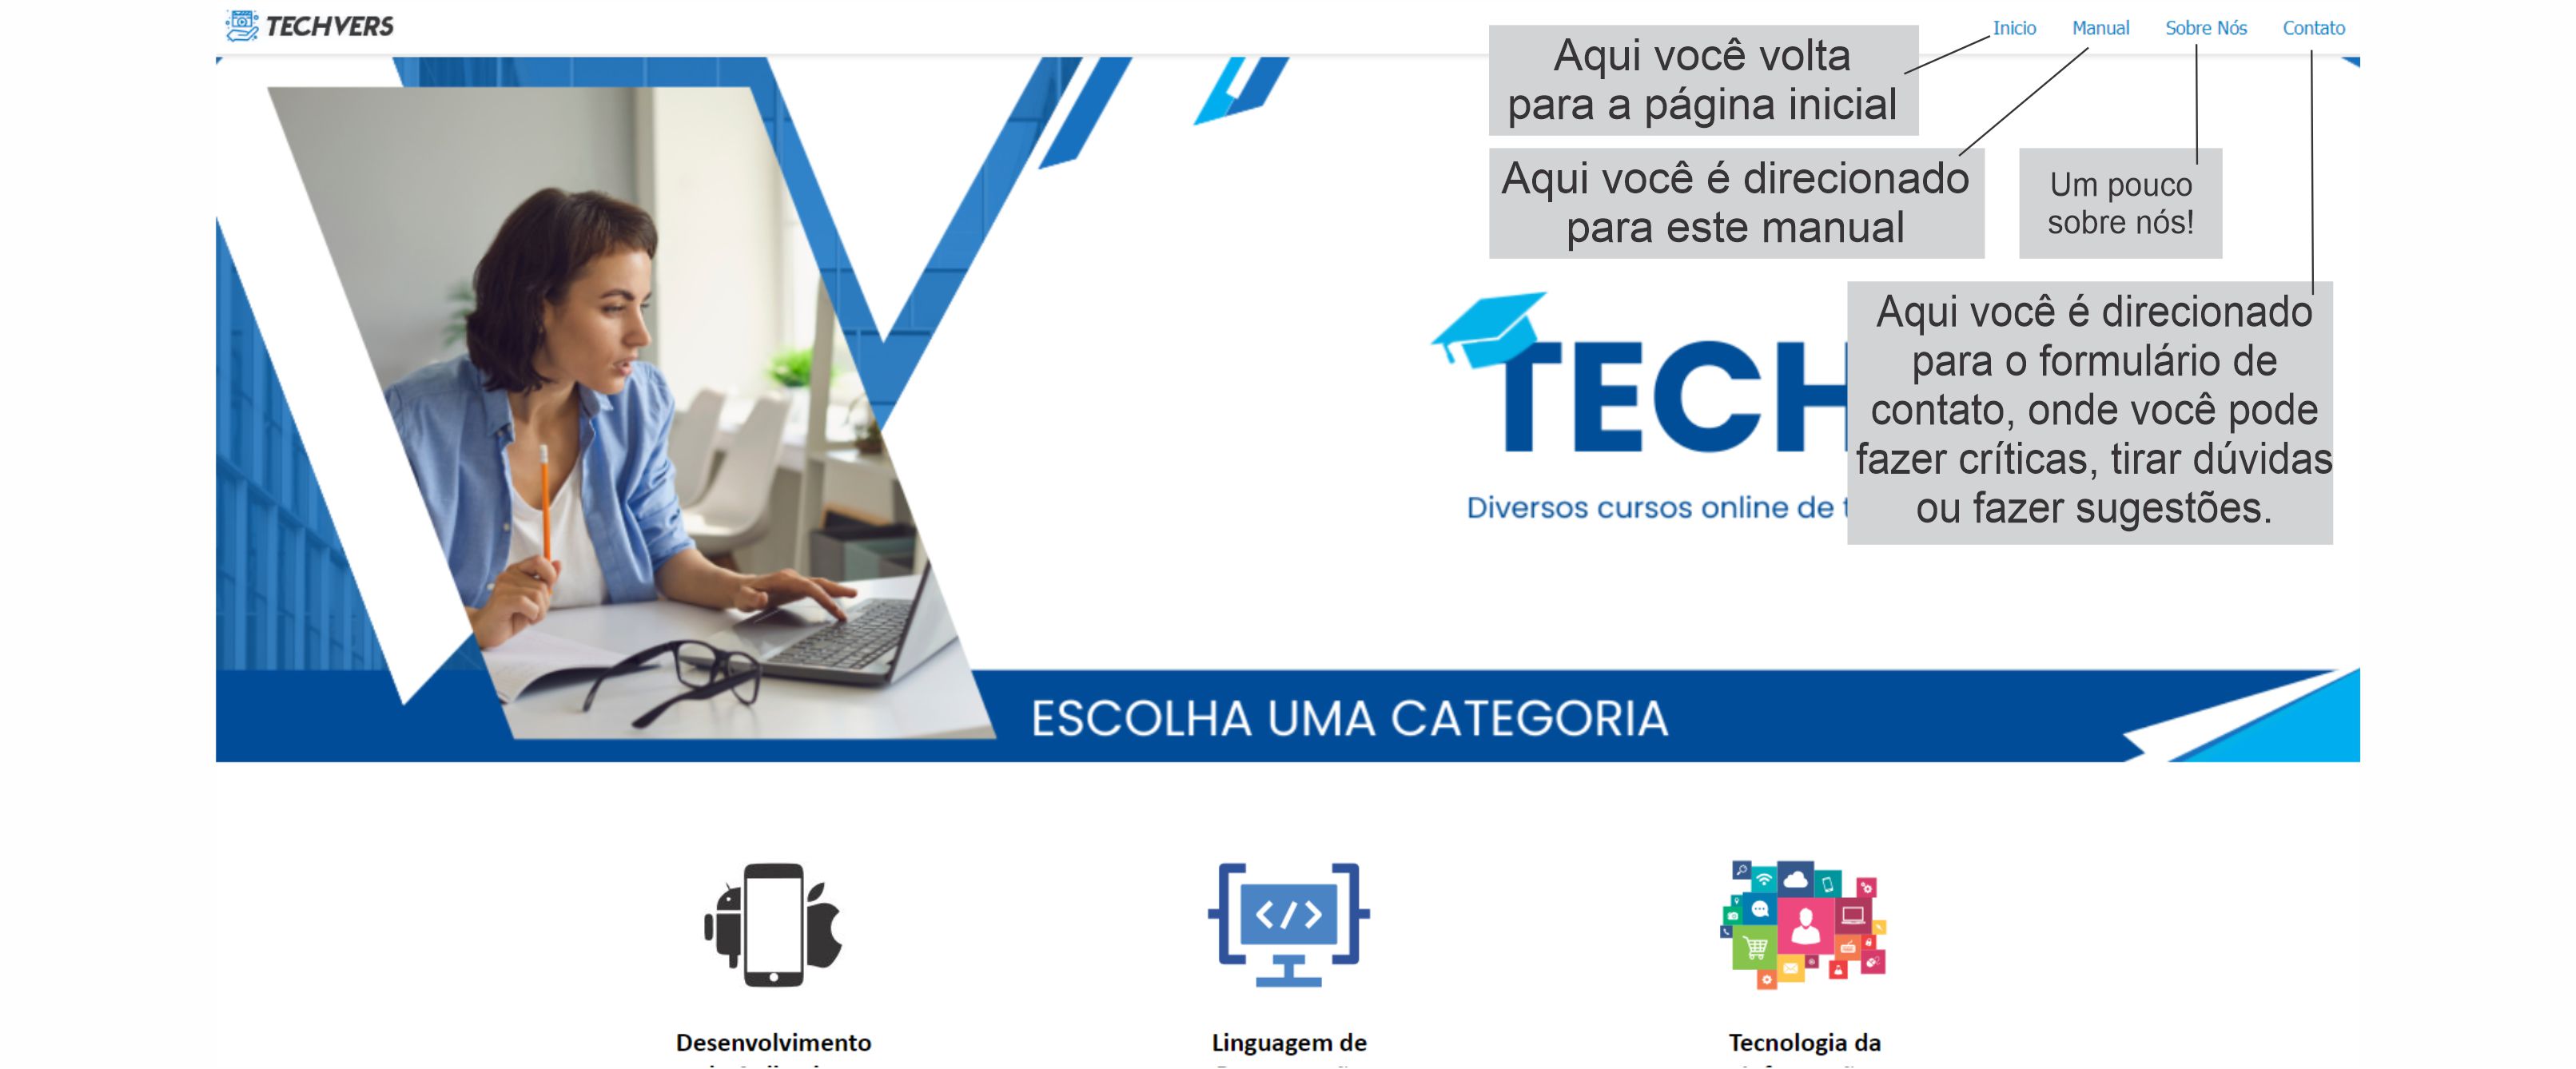 TECHVERS
Inicio Manual Sobre Nós Contato
Aqui você volta
para a página inicial
Aqui você é direcionado
para este manual
Um pouco
sobre nós!
Aqui você é direcionado
para o formulário de
contato, onde você pode
fazer críticas, tirar dúvidas
ou fazer sugestões.
TECH
Diversos cursos online de
ESCOLHA UMA CATEGORIA
Desenvolvimento
Linguagem de
Tecnologia da